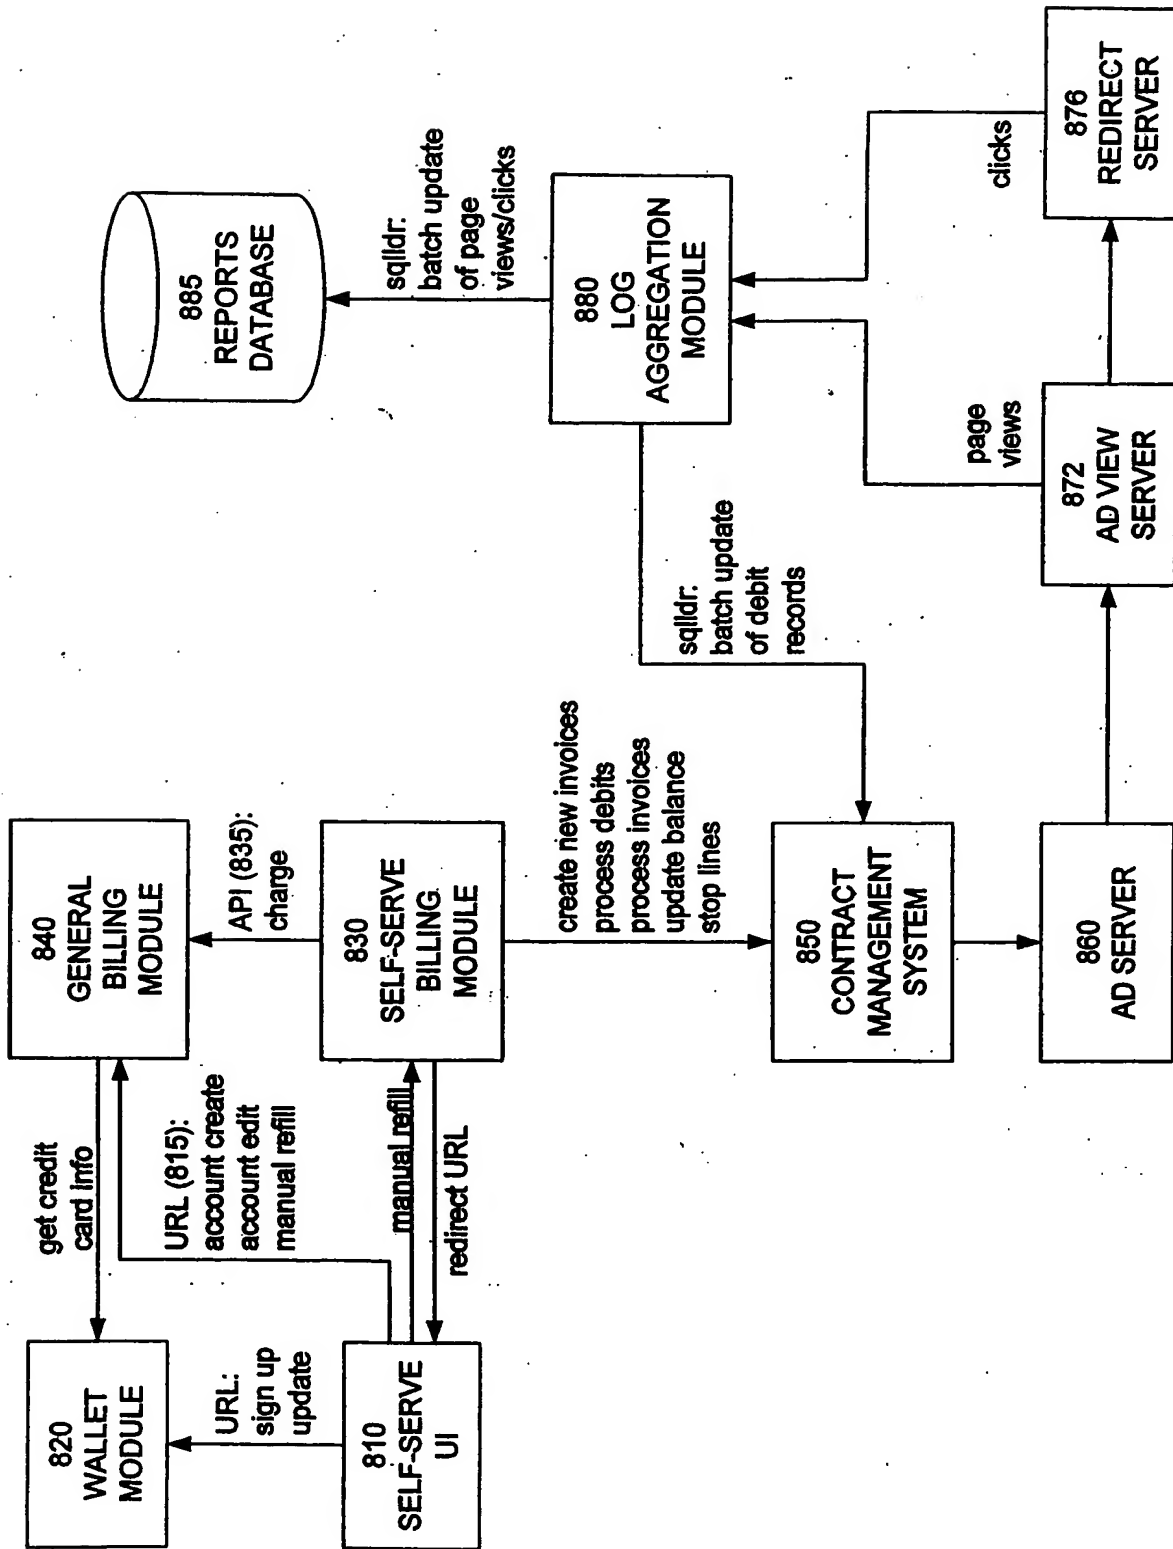 820
WALLET
MODULE
get credit
card info
840
GENERAL
BILLING
MODULE
885
REPORTS
DATABASE
URL:
sign up
update
URL (815):
account create
account edit
manual refill
API (835):
charge
sqlldr:
batch update
of page
views/clicks
810
SELF-SERVE
UI
manual refill
redirect URL
830
SELF-SERVE
BILLING
MODULE
880
LOG
AGGREGATION
MODULE
create new invoices
process debits
process invoices
update balance
stop lines
sqlldr:
batch update
of debit
records
850
CONTRACT
MANAGEMENT
SYSTEM
page
views
clicks
860
AD SERVER
872
AD VIEW
SERVER
876
REDIRECT
SERVER